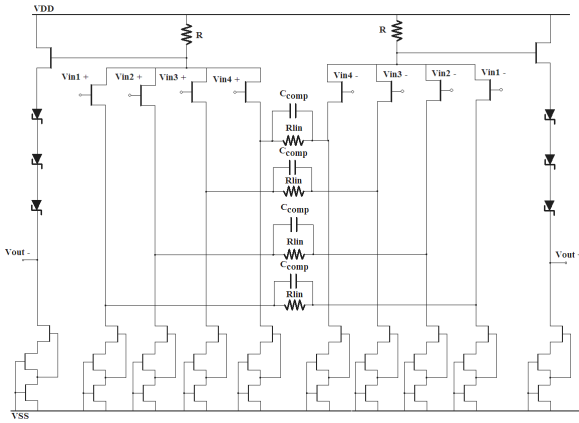 VDD
R
R
Vin1 +
Vin2 +
Vin3 +
Vin4 +
Vin4 -
Vin3 -
Vin2 -
Vin1 -
Ccomp
Rlin
Ccomp
Rlin
Ccomp
Rlin
Ccomp
Rlin
Vout -
Vout +
VSS